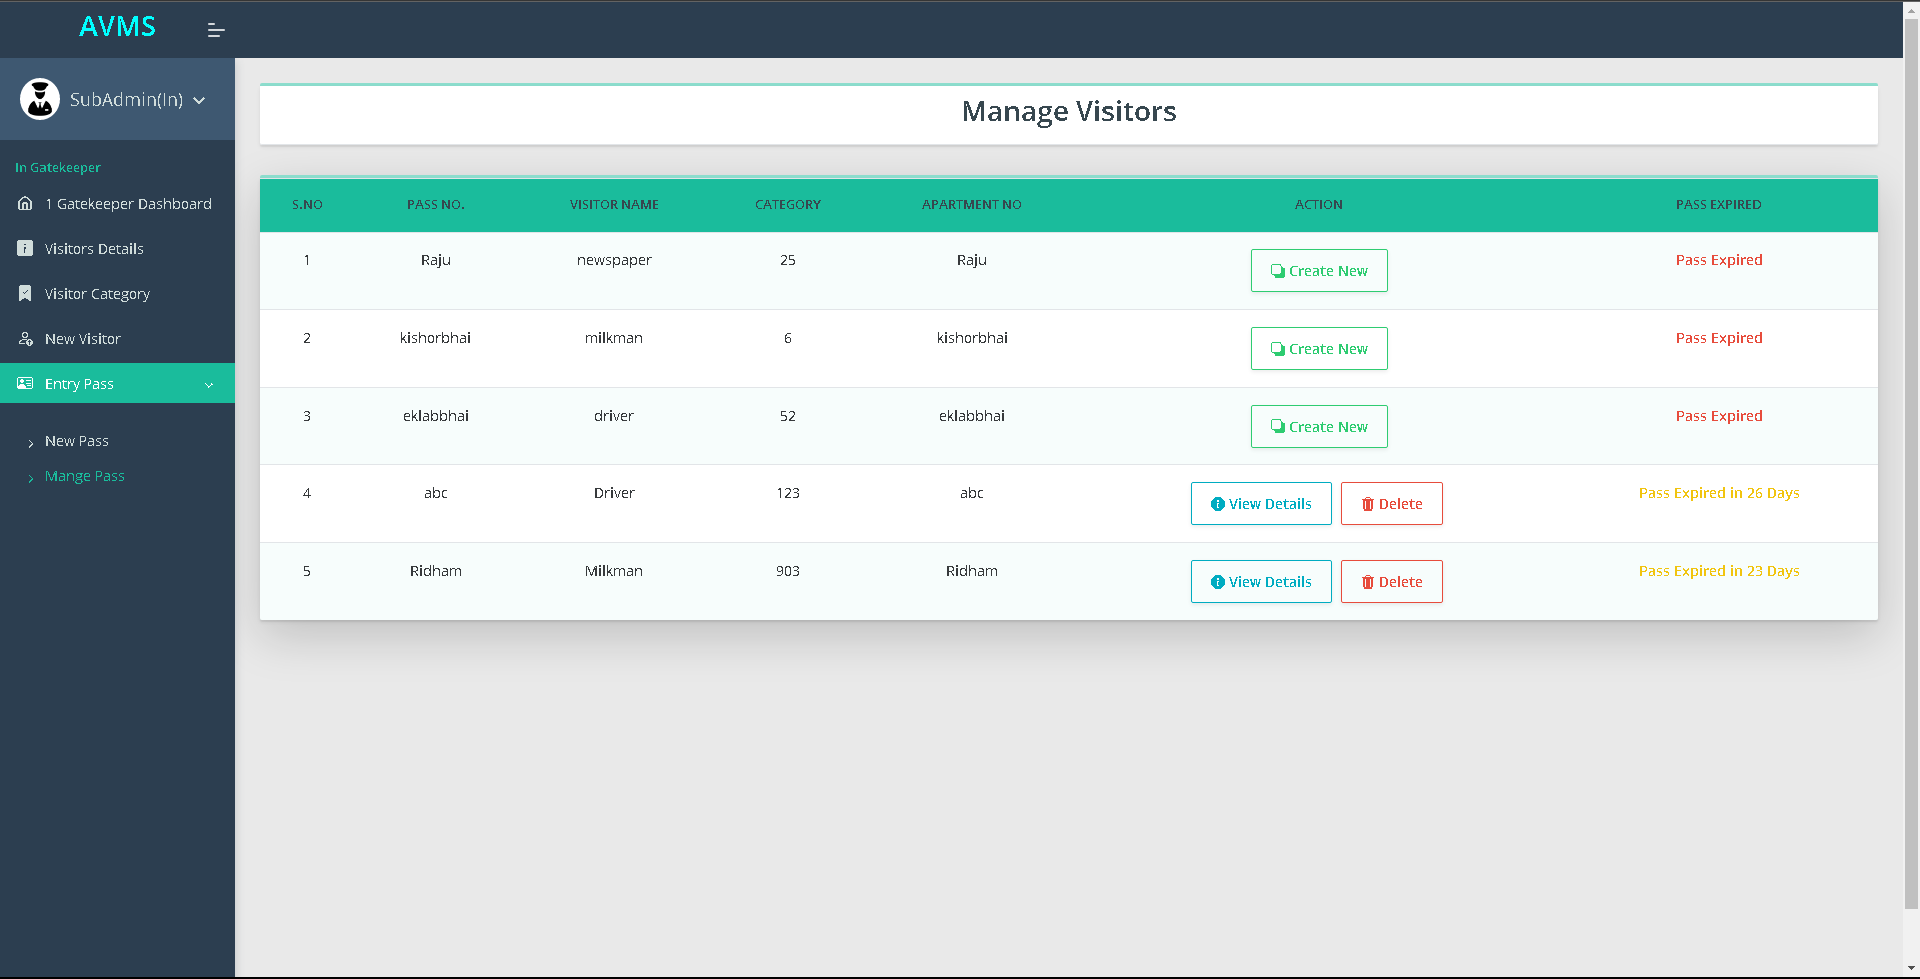 AVMS
SubAdmin(In)
In Gatekeeper
1 Gatekeeper Dashboard
Visitors Details
Visitor Category
New Visitor
Entry Pass
New Pass
Mange Pass
Manage Visitors
S.NO PASS NO. VISITOR NAME CATEGORY APARTMENT NO ACTION PASS EXPIRED
1 Raju newspaper 25 Raju Create New Pass Expired
2 kishorbhai milkman 6 kishorbhai Create New Pass Expired
3 eklabbhai driver 52 eklabbhai Create New Pass Expired
4 abc Driver 123 abc View Details Delete Pass Expired in 26 Days
5 Ridham Milkman 903 Ridham View Details Delete Pass Expired in 23 Days